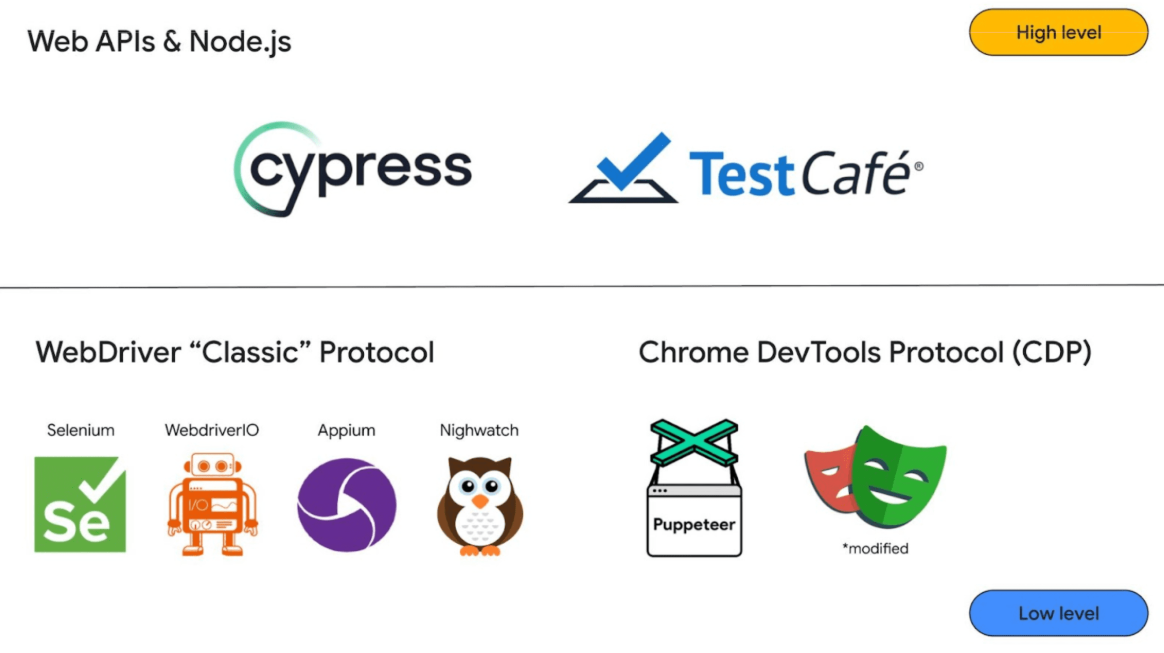 Web APIs & Node.js
High level
cypress
TestCafé®
WebDriver “Classic” Protocol
Chrome DevTools Protocol (CDP)
Selenium
WebdriverIO
Appium
Nighwatch
Se
I/O
Puppeteer
*modified
Low level